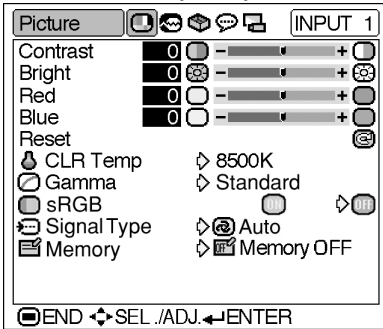 Picture INPUT 1
Contrast 0 - +
Bright 0 - +
Red 0 - +
Blue 0 - +
Reset
CLR Temp 8500K
Gamma Standard
sRGB ON OFF
Signal Type Auto
Memory OFF Memory OFF
END SEL./ADJ. ENTER